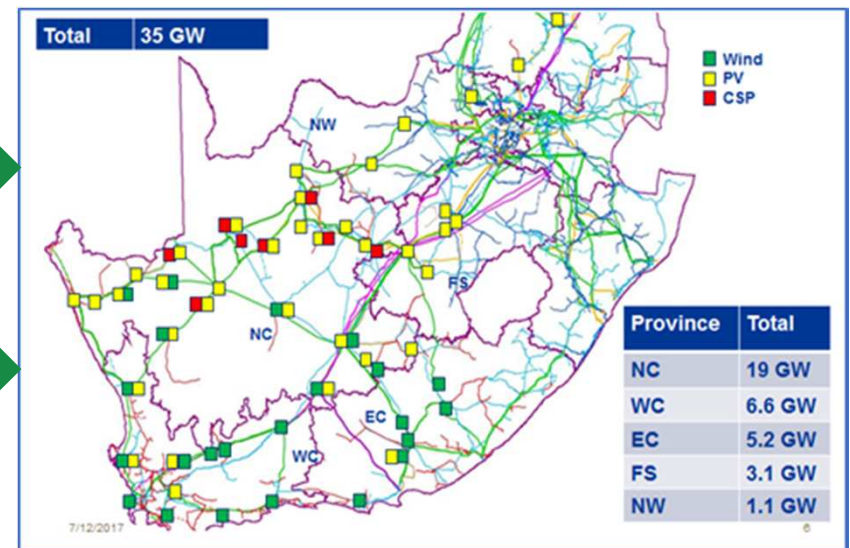 Total 35 GW
Wind
PV
CSP
NW
FS
NC
EC
WC
Province Total
NC 19 GW
WC 6.6 GW
EC 5.2 GW
FS 3.1 GW
NW 1.1 GW
7/12/2017
6